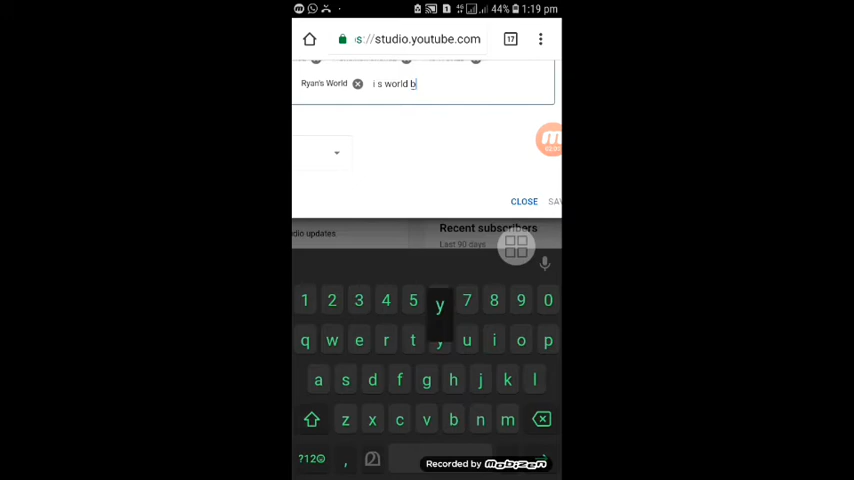 44% 1:19 pm
s://studio.youtube.com 17
Ryan's World i s world b
CLOSE SAV
dio updates Recent subscribers
Last 90 days
1 2 3 4 5 y 7 8 9 0
q w e r t y u i o p
a s d f g h j k l
z x c v b n m
?12☺ ,
Recorded by mobizen